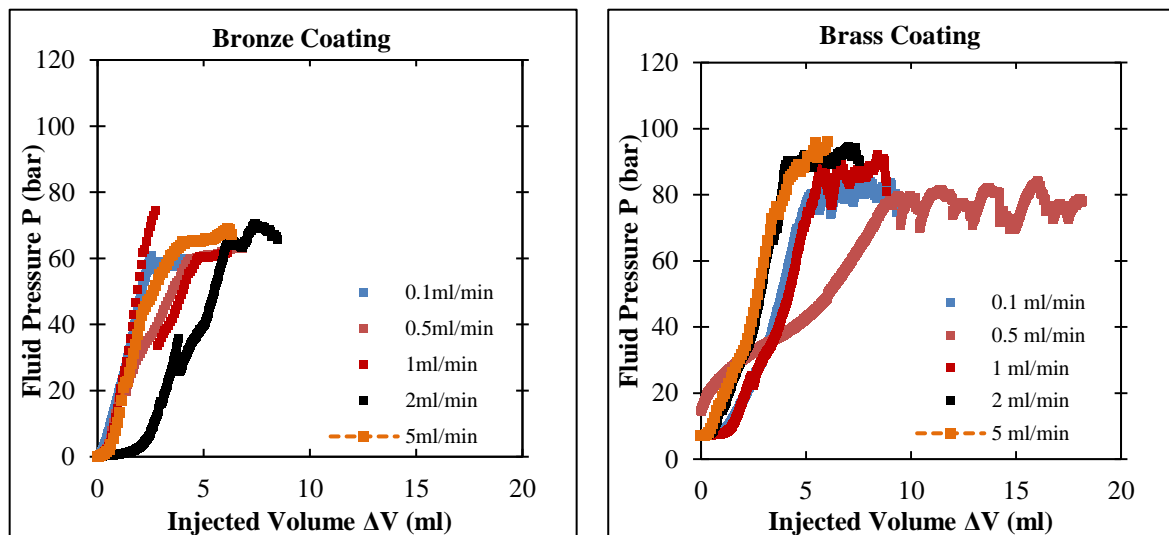 Bronze Coating
120
100
80
60
40
20
0
Fluid Pressure P (bar)
0.1ml/min
0.5ml/min
1ml/min
2ml/min
5ml/min
0 5 10 15 20
Injected Volume ΔV (ml)
Brass Coating
120
100
80
60
40
20
0
Fluid Pressure P (bar)
0.1 ml/min
0.5 ml/min
1 ml/min
2 ml/min
5 ml/min
0 5 10 15 20
Injected Volume ΔV (ml)